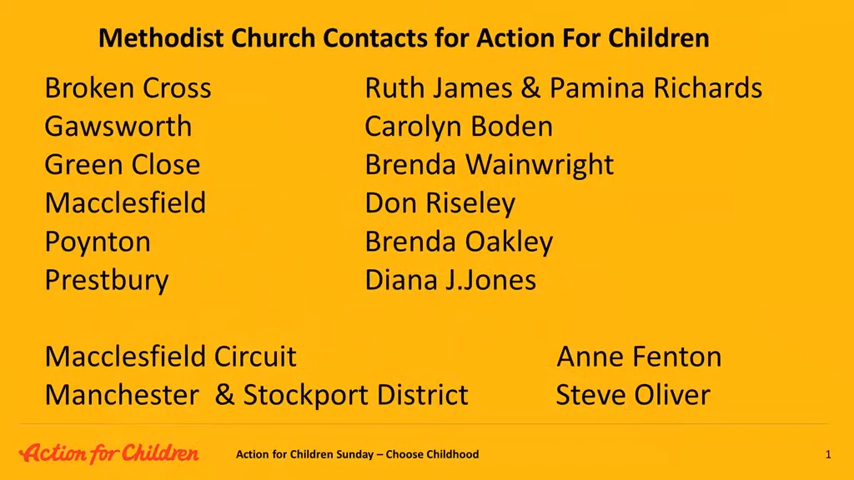 Methodist Church Contacts for Action For Children
Broken Cross Ruth James & Pamina Richards
Gawsworth Carolyn Boden
Green Close Brenda Wainwright
Macclesfield Don Riseley
Poynton Brenda Oakley
Prestbury Diana J.Jones
Macclesfield Circuit Anne Fenton
Manchester & Stockport District Steve Oliver
Action for Children Action for Children Sunday – Choose Childhood 1